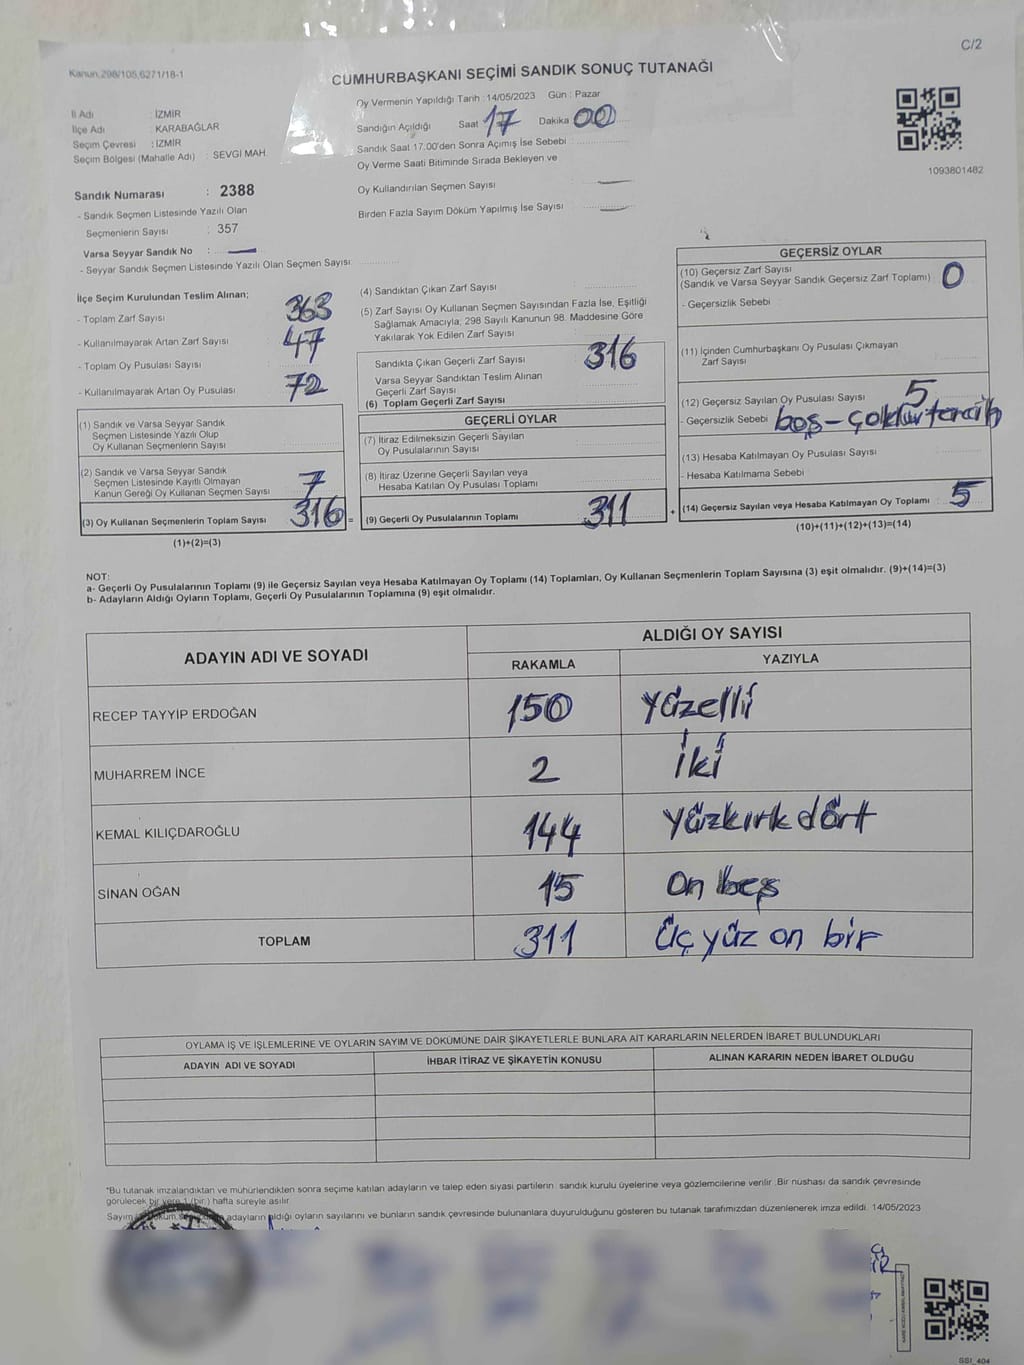 C/2
Kanun,298/105,6271/18-1
CUMHURBAŞKANI SEÇİMİ SANDIK SONUÇ TUTANAĞI
İl Adı : İZMİR
İlçe Adı : KARABAĞLAR
Seçim Çevresi : İZMİR
Seçim Bölgesi (Mahalle Adı) : SEVGİ MAH.
Sandık Numarası : 2388
- Sandık Seçmen Listesinde Yazılı Olan
Seçmenlerin Sayısı : 357
Varsa Seyyar Sandık No :
- Seyyar Sandık Seçmen Listesinde Yazılı Olan Seçmen Sayısı:
Oy Vermenin Yapıldığı Tarih :14/05/2023 Gün : Pazar
Sandığın Açıldığı Saat 17 Dakika 00
Sandık Saat 17.00'den Sonra Açımış İse Sebebi :
Oy Verme Saati Bitiminde Sırada Bekleyen ve
Oy Kullandırılan Seçmen Sayısı
Birden Fazla Sayım Döküm Yapılmış İse Sayısı
1093801482
İlçe Seçim Kurulundan Teslim Alınan;
- Toplam Zarf Sayısı : 363
- Kullanılmayarak Artan Zarf Sayısı : 47
- Toplam Oy Pusulası Sayısı :
- Kullanılmayarak Artan Oy Pusulası : 72
(1) Sandık ve Varsa Seyyar Sandık
Seçmen Listesinde Yazılı Olup
Oy Kullanan Seçmenlerin Sayısı
(2) Sandık ve Varsa Seyyar Sandık
Seçmen Listesinde Kayıtlı Olmayan
Kanun Gereği Oy Kullanan Seçmen Sayısı 7
(3) Oy Kullanan Seçmenlerin Toplam Sayısı 316 =
(1)+(2)=(3)
(4) Sandıktan Çıkan Zarf Sayısı
(5) Zarf Sayısı Oy Kullanan Seçmen Sayısından Fazla İse, Eşitliği
Sağlamak Amacıyla, 298 Sayılı Kanunun 98. Maddesine Göre
Yakılarak Yok Edilen Zarf Sayısı
Sandıkta Çıkan Geçerli Zarf Sayısı 316
Varsa Seyyar Sandıktan Teslim Alınan
Geçerli Zarf Sayısı
(6) Toplam Geçerli Zarf Sayısı
GEÇERLİ OYLAR
(7) İtiraz Edilmeksizin Geçerli Sayılan
Oy Pusulasının Sayısı
(8) İtiraz Üzerine Geçerli Sayılan veya
Hesaba Katılan Oy Pusulası Toplamı
(9) Geçerli Oy Pusulalarının Toplamı 311 +
GEÇERSİZ OYLAR
(10) Geçersiz Zarf Sayısı
(Sandık ve Varsa Seyyar Sandık Geçersiz Zarf Toplamı) : 0
- Geçersizlik Sebebi :
(11) İçinden Cumhurbaşkanı Oy Pusulası Çıkmayan
Zarf Sayısı
(12) Geçersiz Sayılan Oy Pusulası Sayısı 5
- Geçersizlik Sebebi
(13) Hesaba Katılmayan Oy Pusulası Sayısı
- Hesaba Katılmama Sebebi
(14) Geçersiz Sayılan veya Hesaba Katılmayan Oy Toplamı : 5
(10)+(11)+(12)+(13)=(14)
NOT:
a- Geçerli Oy Pusulalarının Toplamı (9) ile Geçersiz Sayılan veya Hesaba Katılmayan Oy Toplamı (14) Toplamları, Oy Kullanan Seçmenlerin Toplam Sayısına (3) eşit olmalıdır. (9)+(14)=(3)
b- Adayların Aldığı Oyların Toplamı, Geçerli Oy Pusulalarının Toplamına (9) eşit olmalıdır.
ADAYIN ADI VE SOYADI
ALDIĞI OY SAYISI
RAKAMLA YAZIYLA
RECEP TAYYİP ERDOĞAN 150 Yüzelli
MUHARREM İNCE 2 İki
KEMAL KILIÇDAROĞLU 144 Yüzkırk dört
SİNAN OĞAN 15 On beş
TOPLAM 311 Üç yüz on bir
OYLAMA İŞ VE İŞLEMLERİNE VE OYLARIN SAYIM VE DÖKÜMÜNE DAİR ŞİKAYETLERLE BUNLARA AİT KARARLARIN NELERDEN İBARET BULUNDUKLARI
ADAYIN ADI VE SOYADI İHBAR İTİRAZ VE ŞİKAYETİN KONUSU ALINAN KARARIN NEDEN İBARET OLDUĞU
*Bu tutanak imzalandıktan ve mühürlendikten sonra seçime katılan adayların ve talep eden siyasi partilerin sandık kurulu üyelerine veya gözlemcilerine verilir. Bir nüshası da sandık çevresinde
görülecek bir yere 1 (bir) hafta süreyle asılır.
adayların aldığı oyların sayılarını ve bunların sandık çevresinde bulunanlara duyurulduğunu gösteren bu tutanak tarafımızdan düzenlenerek imza edildi. 14/05/2023
SSI_404